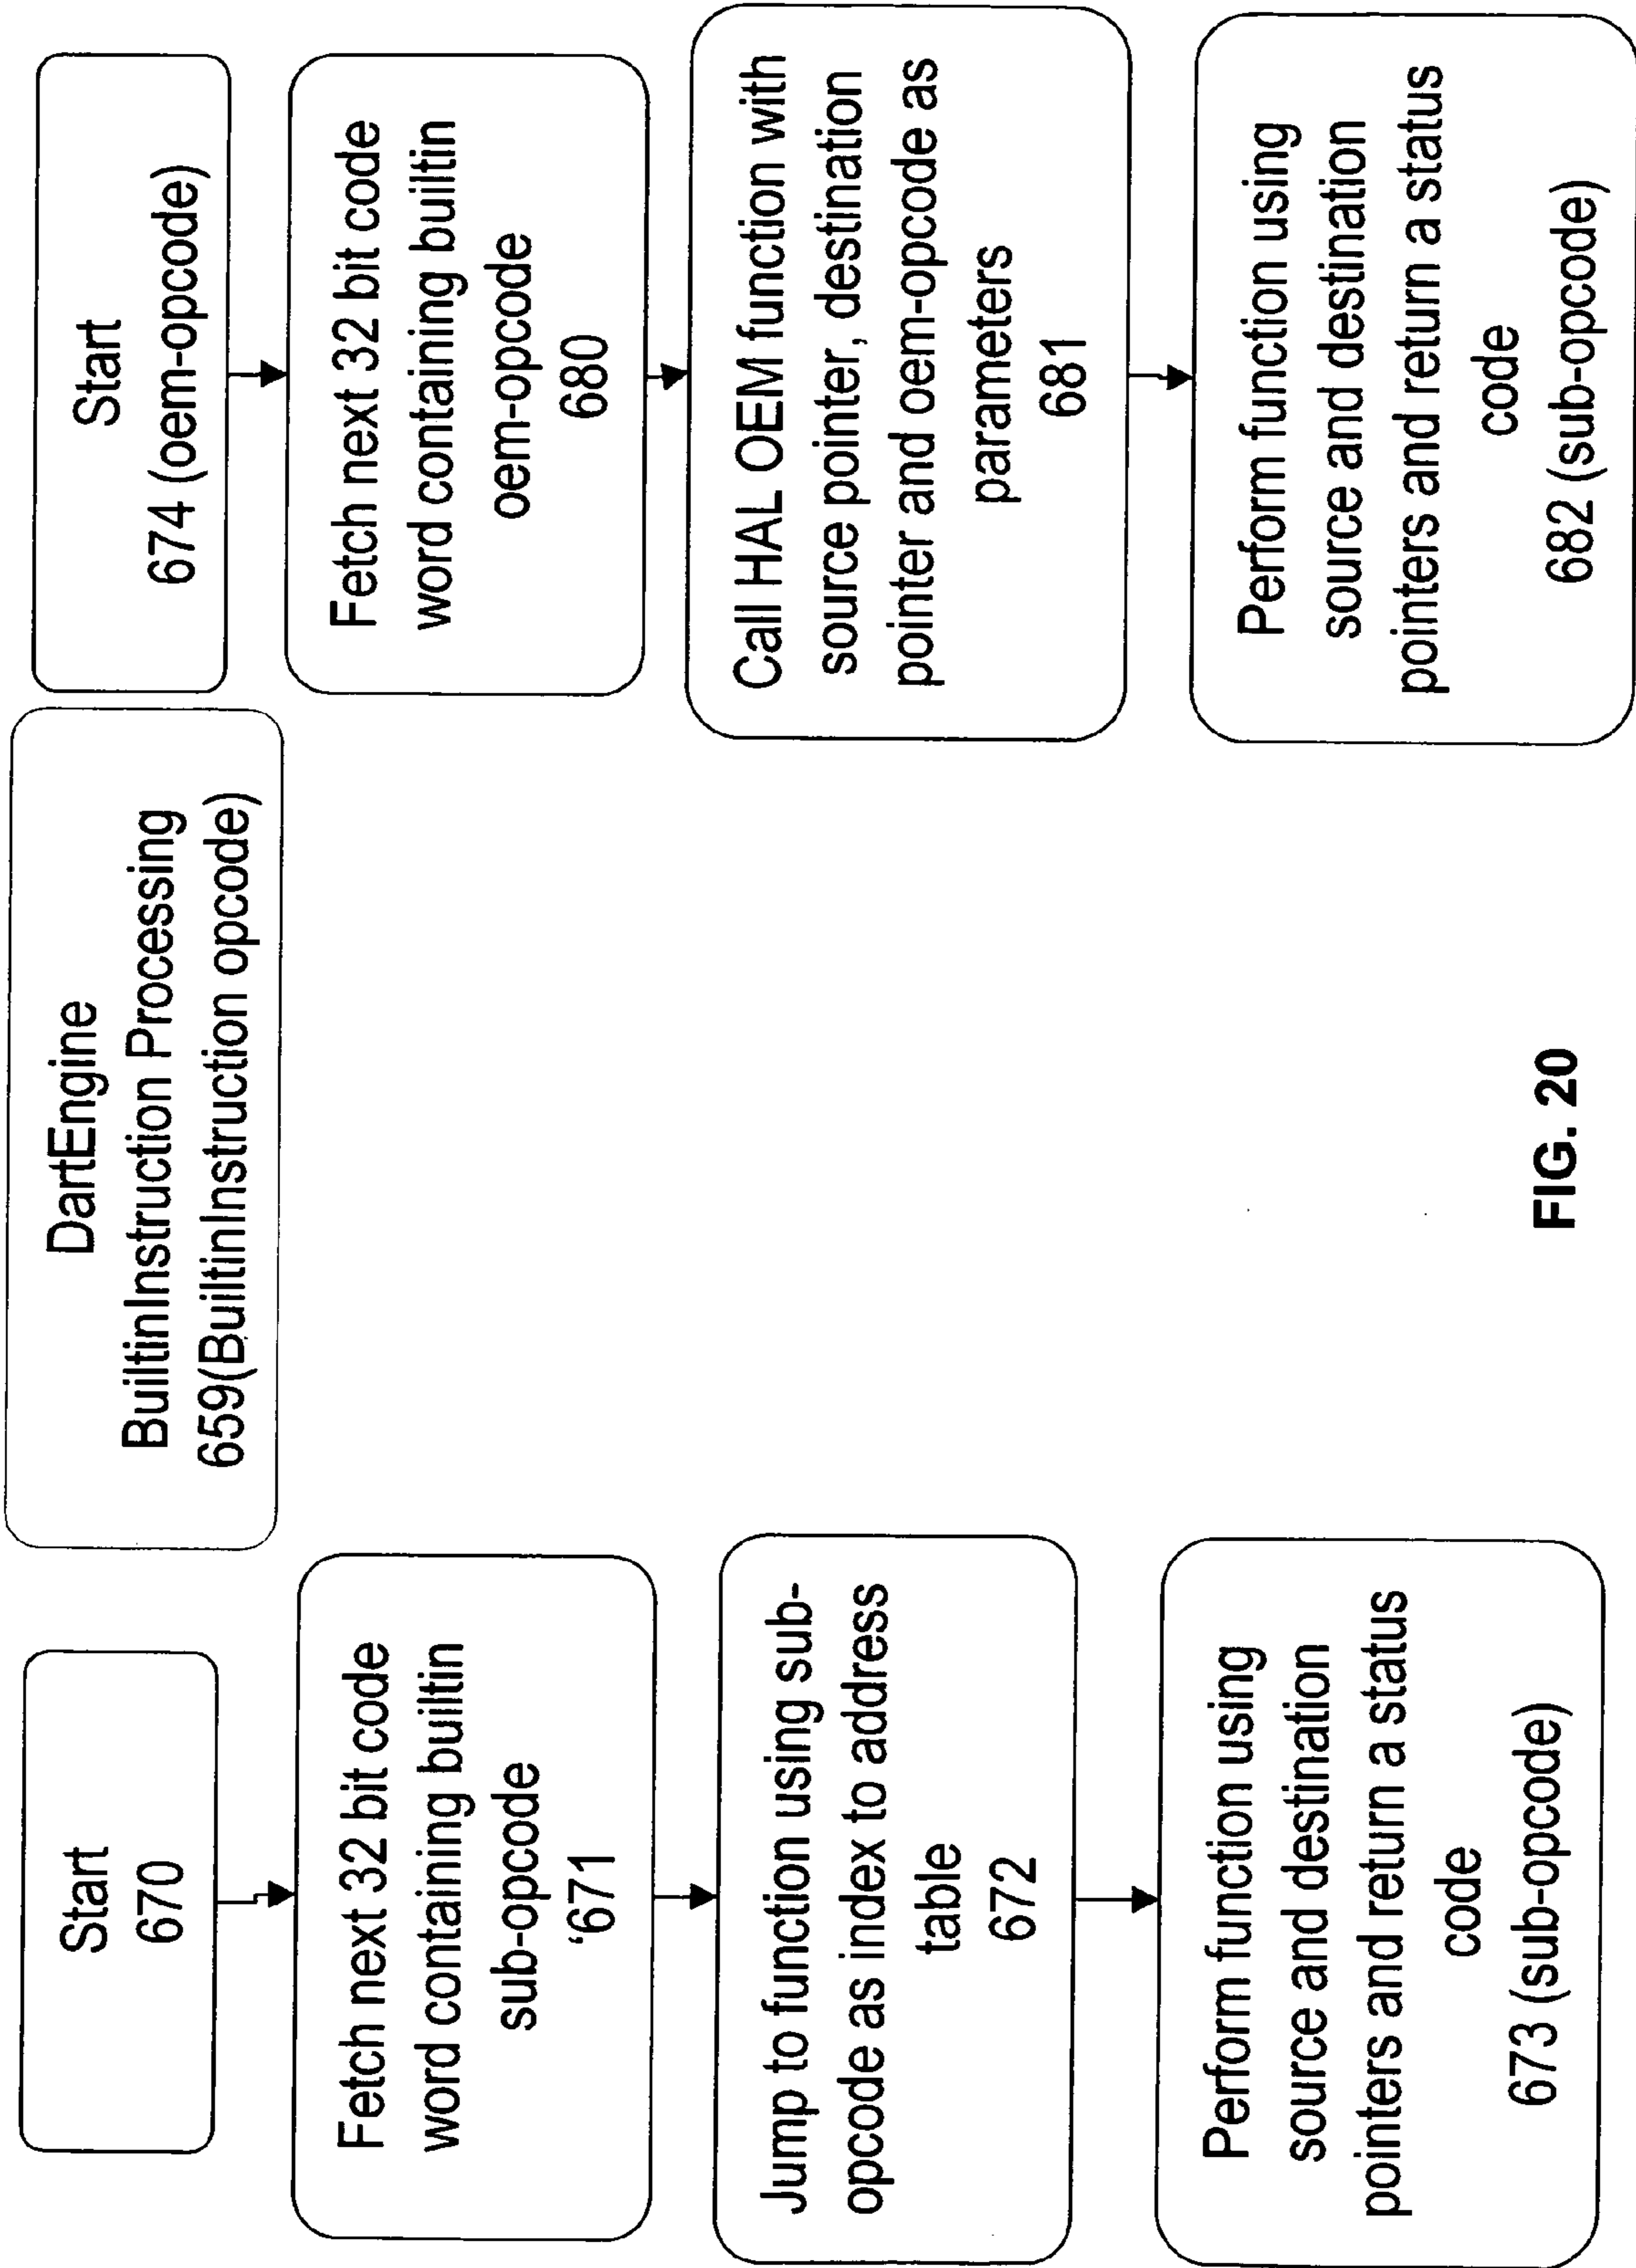 DartEngine
BuiltinInstruction Processing
659(BuiltinInstruction opcode)
Start
670
Fetch next 32 bit code
word containing builtin
sub-opcode
‘671
Jump to function using sub-
opcode as index to address
table
672
Perform function using
source and destination
pointers and return a status
code
673 (sub-opcode)
Start
674 (oem-opcode)
Fetch next 32 bit code
word containing builtin
oem-opcode
680
Call HAL OEM function with
source pointer, destination
pointer and oem-opcode as
parameters
681
Perform function using
source and destination
pointers and return a status
code
682 (sub-opcode)
FIG. 20